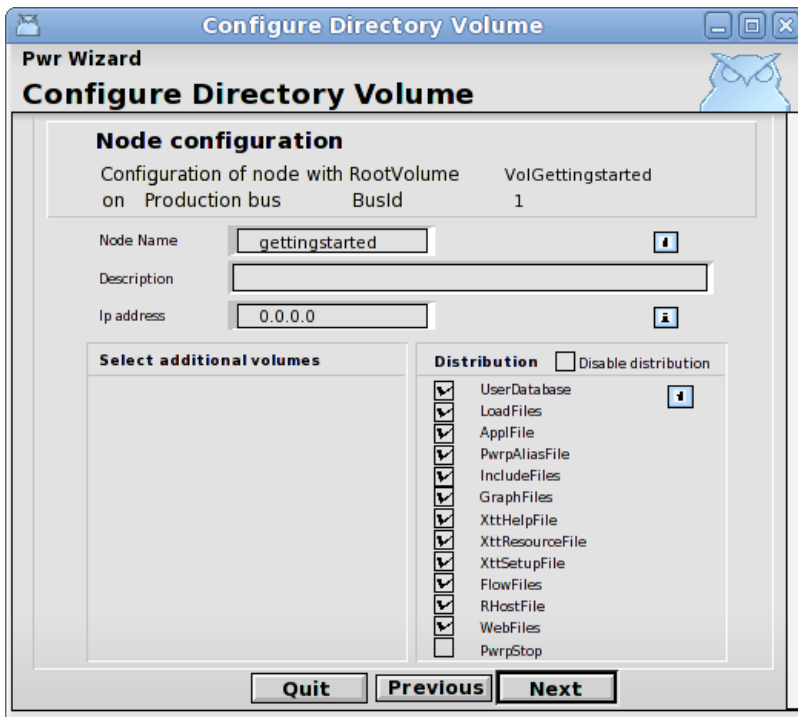 Configure Directory Volume
Pwr Wizard
Configure Directory Volume
Node configuration
Configuration of node with RootVolume VolGettingstarted
on Production bus BusId 1
Node Name gettingstarted
Description
Ip address 0.0.0.0
Select additional volumes
Distribution Disable distribution
UserDatabase
LoadFiles
ApplFile
PwrpAliasFile
IncludeFiles
GraphFiles
XttHelpFile
XttResourceFile
XttSetupFile
FlowFiles
RHostFile
WebFiles
PwrpStop
Quit Previous Next